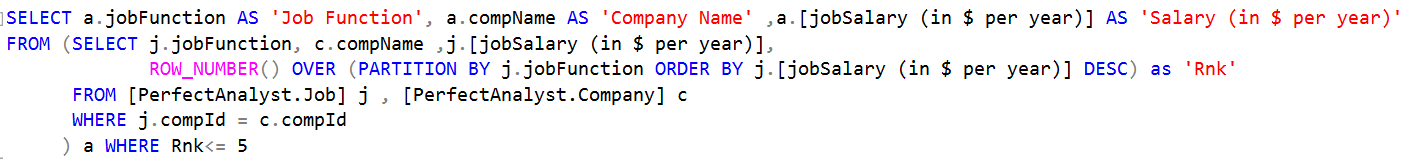 SELECT a.jobFunction AS 'Job Function', a.compName AS 'Company Name' ,a.[jobSalary (in $ per year)] AS 'Salary (in $ per year)'
FROM (SELECT j.jobFunction, c.compName ,j.[jobSalary (in $ per year)],
ROW_NUMBER() OVER (PARTITION BY j.jobFunction ORDER BY j.[jobSalary (in $ per year)] DESC) as 'Rnk'
FROM [PerfectAnalyst.Job] j , [PerfectAnalyst.Company] c
WHERE j.compId = c.compId
) a WHERE Rnk<= 5